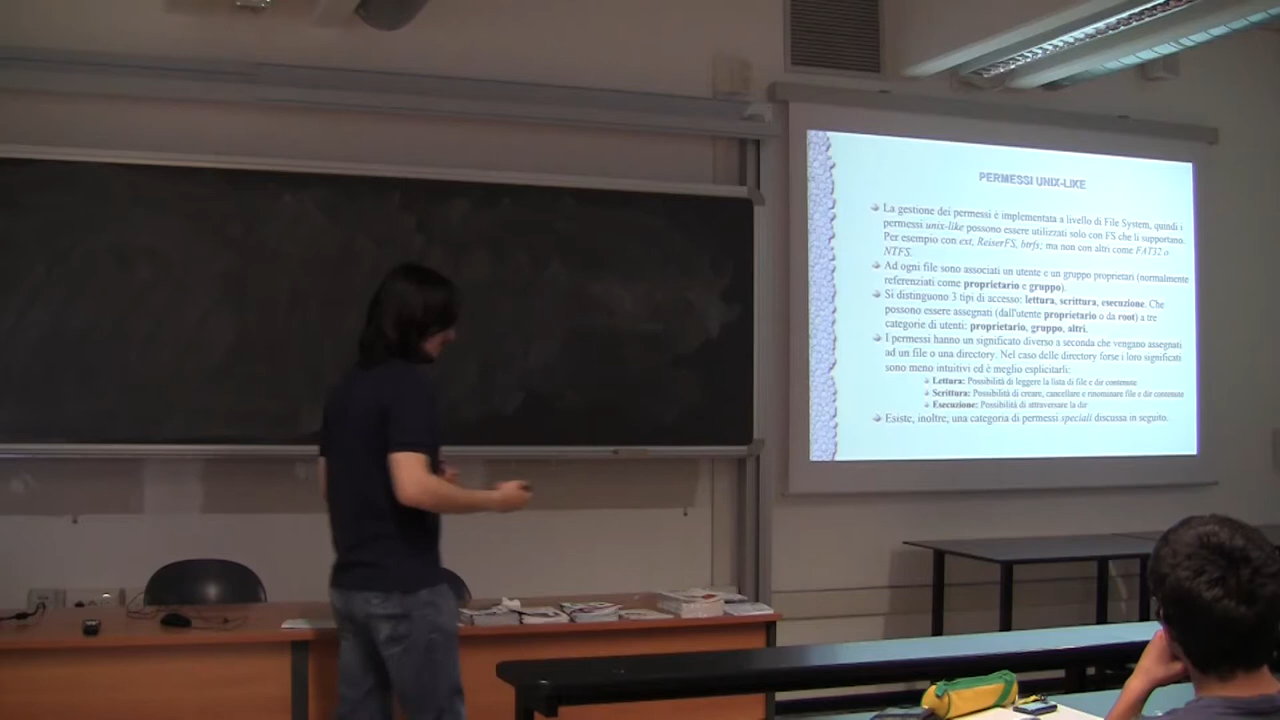 PERMESSI UNIX-LIKE
La gestione dei permessi è implementata a livello di File System, quindi i
permessi unix-like possono essere utilizzati solo con FS che li supportano.
Per esempio con ext, ReiserFS, btrfs; ma non con altri come FAT32 o
NTFS.
Ad ogni file sono associati un utente e un gruppo proprietari (normalmente
referenziati come proprietario e gruppo).
Si distinguono 3 tipi di accesso: lettura, scrittura, esecuzione. Che
possono essere assegnati (dall'utente proprietario o da root) a tre
categorie di utenti: proprietario, gruppo, altri.
I permessi hanno un significato diverso a seconda che vengano assegnati
ad un file o una directory. Nel caso delle directory forse i loro significati
sono meno intuitivi ed è meglio esplicitarli:
Lettura: Possibilità di leggere la lista di file e dir contenute
Scrittura: Possibilità di creare, cancellare e rinominare file e dir contenute
Esecuzione: Possibilità di attraversare la dir
Esiste, inoltre, una categoria di permessi speciali discussa in seguito.